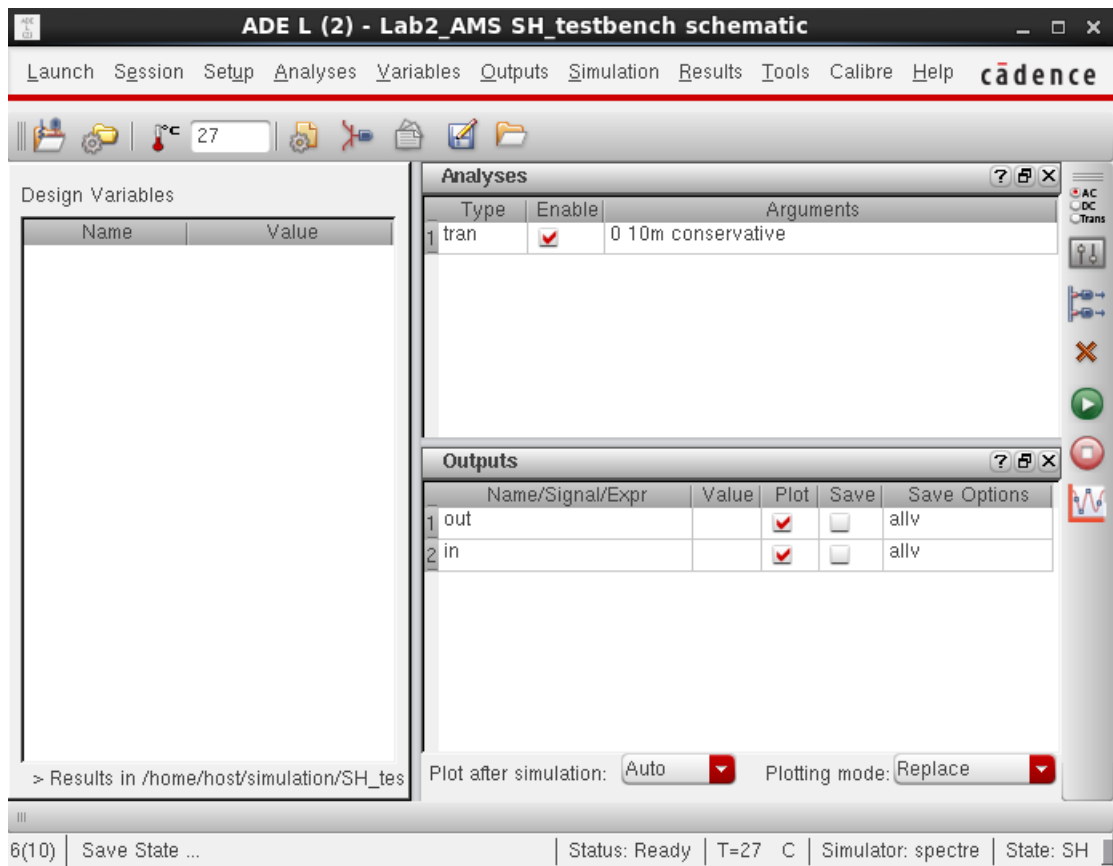 ADE L (2) - Lab2_AMS SH_testbench schematic
Launch Session Setup Analyses Variables Outputs Simulation Results Tools Calibre Help cādence
°C 27
Design Variables
Name Value
> Results in /home/host/simulation/SH_tes
Analyses
Type Enable Arguments
1 tran 0 10m conservative
Outputs
Name/Signal/Expr Value Plot Save Save Options
1 out allv
2 in allv
Plot after simulation: Auto Plotting mode: Replace
AC
DC
Trans
6(10) Save State ... Status: Ready T=27 C Simulator: spectre State: SH